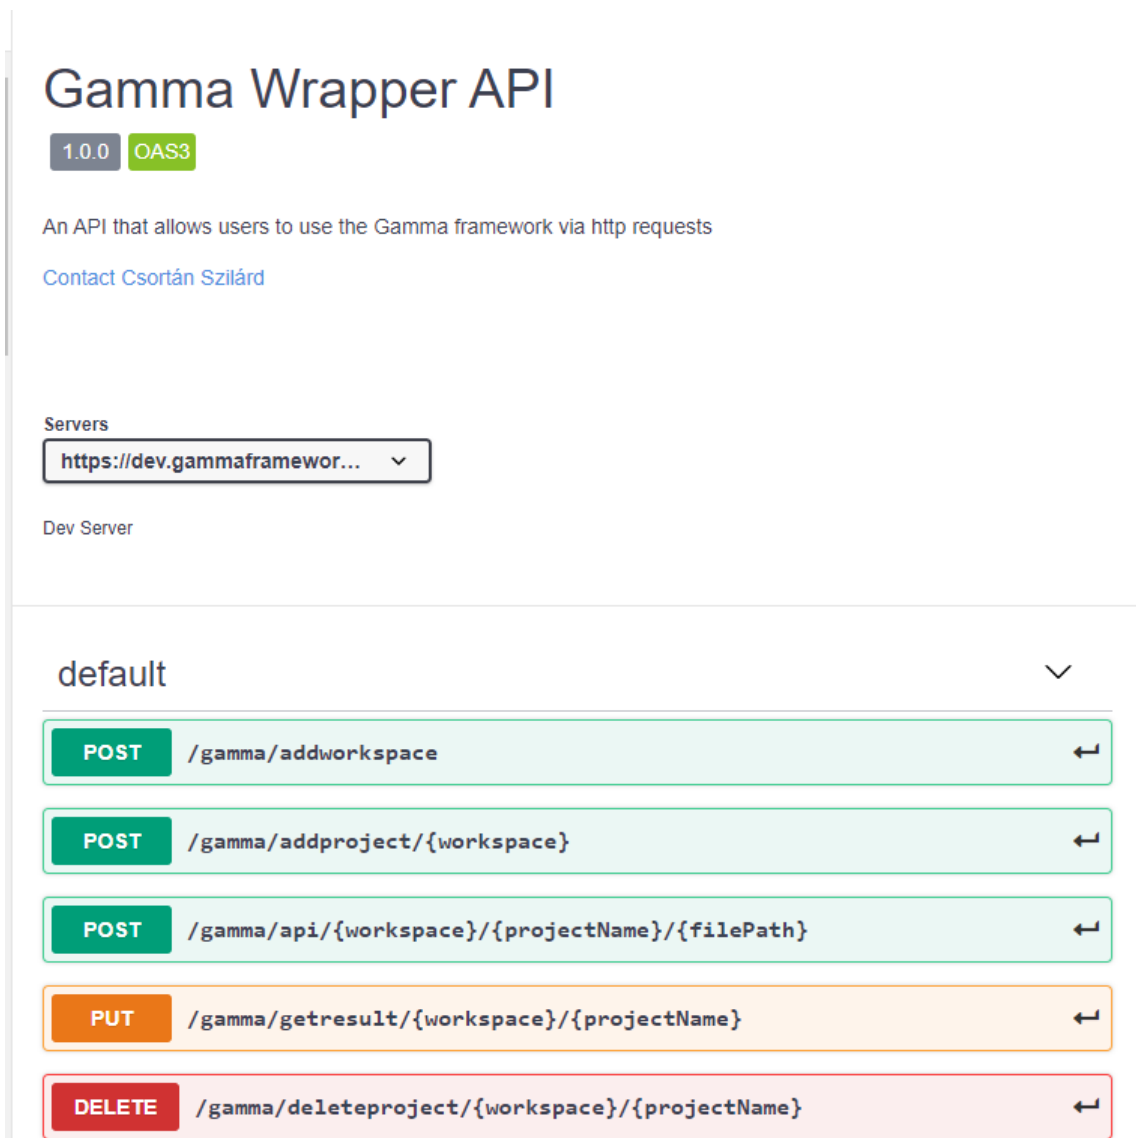 Gamma Wrapper API
1.0.0 OAS3
An API that allows users to use the Gamma framework via http requests
Contact Csortán Szilárd
Servers
https://dev.gammaframewor...
Dev Server
default
POST /gamma/addworkspace
POST /gamma/addproject/{workspace}
POST /gamma/api/{workspace}/{projectName}/{filePath}
PUT /gamma/getresult/{workspace}/{projectName}
DELETE /gamma/deleteproject/{workspace}/{projectName}